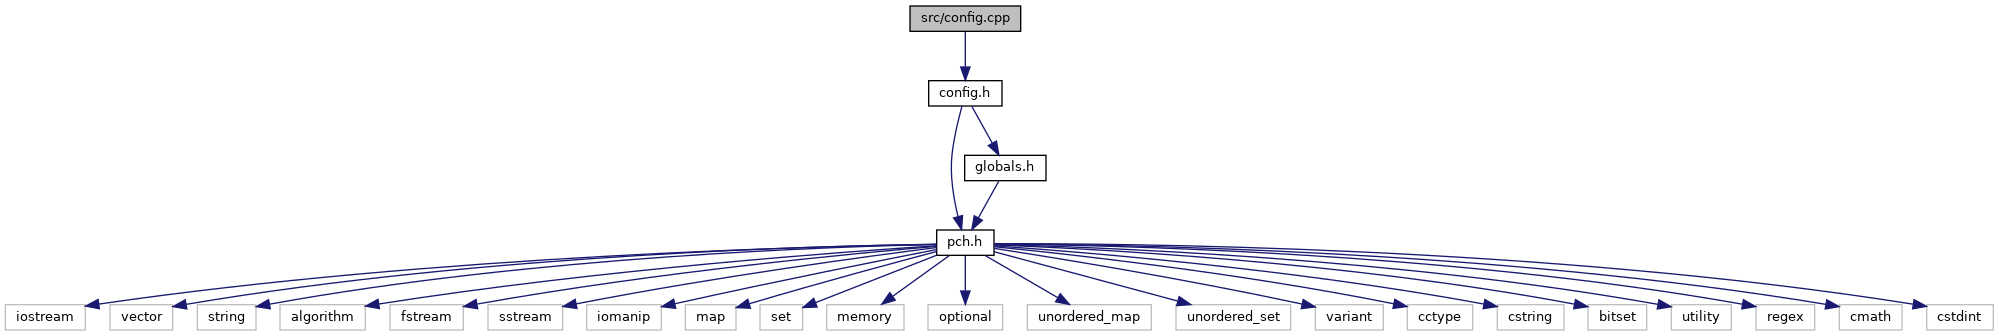 src/config.cpp
config.h
globals.h
pch.h
iostream
vector
string
algorithm
fstream
sstream
iomanip
map
set
memory
optional
unordered_map
unordered_set
variant
cctype
cstring
bitset
utility
regex
cmath
cstdint